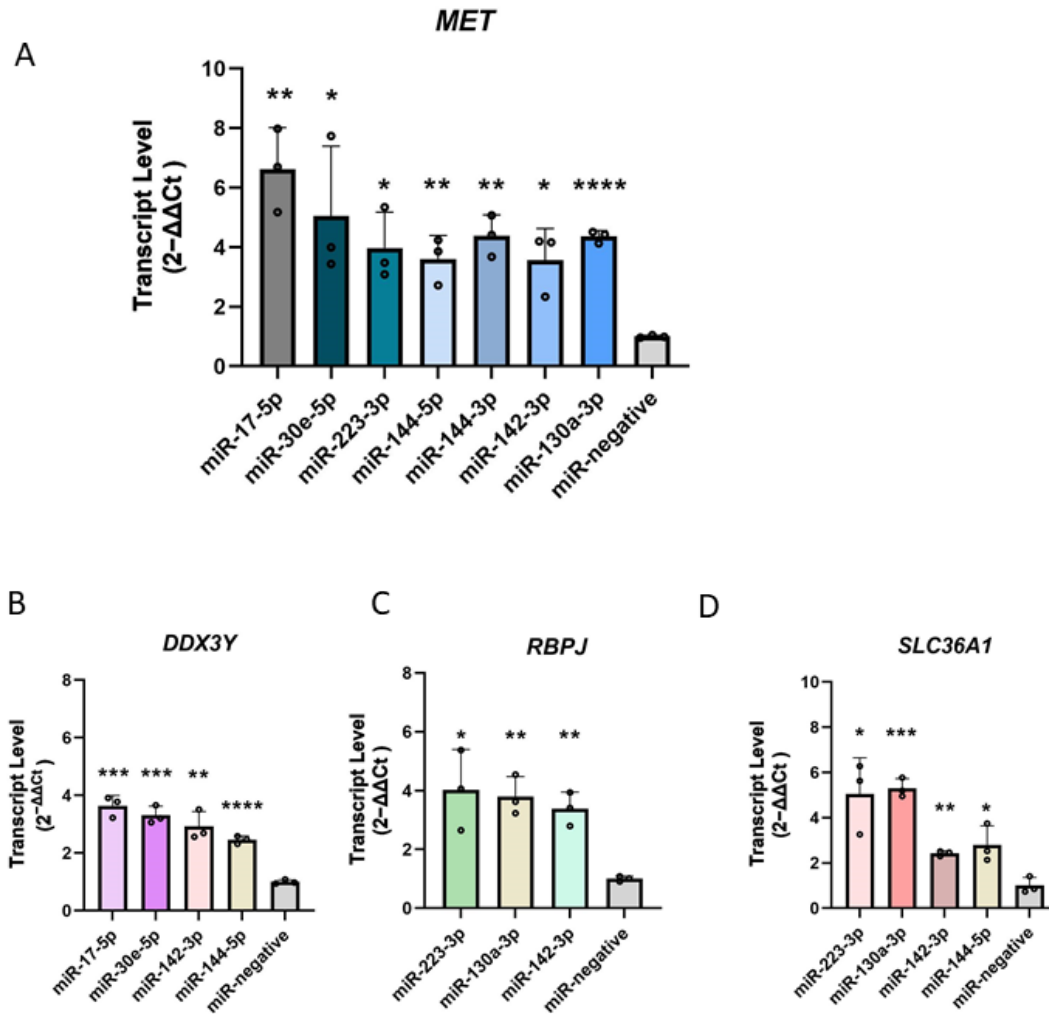 MET
A
Transcript Level
(2−ΔΔCt )
10
8
6
4
2
0
** * * ** ** * ****
miR-17-5p
miR-30e-5p
miR-223-3p
miR-144-5p
miR-144-3p
miR-142-3p
miR-130a-3p
miR-negative
B
DDX3Y
Transcript Level
(2−ΔΔCt )
8
6
4
2
0
*** *** ** ****
miR-17-5p
miR-30e-5p
miR-142-3p
miR-144-5p
miR-negative
C
RBPJ
Transcript Level
(2−ΔΔCt )
8
6
4
2
0
* ** **
miR-223-3p
miR-130a-3p
miR-142-3p
miR-negative
D
SLC36A1
Transcript Level
(2−ΔΔCt )
10
8
6
4
2
0
* *** ** *
miR-223-3p
miR-130a-3p
miR-142-3p
miR-144-5p
miR-negative